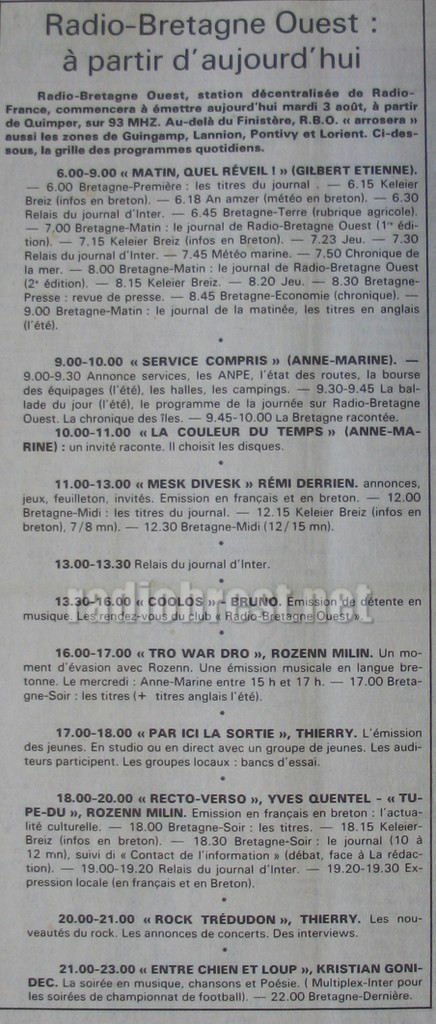 Radio-Bretagne Ouest :
à partir d'aujourd'hui
Radio-Bretagne Ouest, station décentralisée de Radio-
France, commencera à émettre aujourd'hui mardi 3 août, à partir
de Quimper, sur 93 MHZ. Au-delà du Finistère, R.B.O. « arrosera »
aussi les zones de Guingamp, Lannion, Pontivy et Lorient. Ci-des-
sous, la grille des programmes quotidiens.
6.00-9.00 « MATIN, QUEL RÉVEIL ! » (GILBERT ETIENNE).
— 6.00 Bretagne-Première : les titres du journal . — 6.15 Keleier
Breiz (infos en breton). — 6.18 An amzer (météo en breton). — 6.30
Relais du journal d'Inter. — 6.45 Bretagne-Terre (rubrique agricole).
— 7.00 Bretagne-Matin : le journal de Radio-Bretagne Ouest (1re édi-
tion). — 7.15 Keleier Breiz (infos en Breton). — 7.23 Jeu. — 7.30
Relais du journal d'Inter. — 7.45 Météo marine. — 7.50 Chronique de
la mer. — 8.00 Bretagne-Matin : le journal de Radio-Bretagne Ouest
(2e édition). — 8.15 Keleier Breiz. — 8.20 Jeu. — 8.30 Bretagne-
Presse : revue de presse. — 8.45 Bretagne-Economie (chronique). —
9.00 Bretagne-Matin : le journal de la matinée, les titres en anglais
(l'été).
•
9.00-10.00 « SERVICE COMPRIS » (ANNE-MARINE). —
9.00-9.30 Annonce services, les ANPE, l'état des routes, la bourse
des équipages (l'été), les halles, les campings. — 9.30-9.45 La bal-
lade du jour (l'été), le programme de la journée sur Radio-Bretagne
Ouest. La chronique des îles. — 9.45-10.00 La Bretagne racontée.
10.00-11.00 « LA COULEUR DU TEMPS » (ANNE-MA-
RINE) : un invité raconte. Il choisit les disques.
•
11.00-13.00 « MESK DIVESK » RÉMI DERRIEN. annonces,
jeux, feuilleton, invités. Emission en français et en breton. — 12.00
Bretagne-Midi : les titres du journal. — 12.15 Keleier Breiz (infos en
breton), 7/8 mn). — 12.30 Bretagne-Midi (12/15 mn).
•
13.00-13.30 Relais du journal d'Inter.
•
radiobrest.net
13.30-16.00 « COOLOS » - BRUNO. Emission de détente en
musique. Les rendez-vous du club « Radio-Bretagne Ouest ».
•
16.00-17.00 « TRO WAR DRO », ROZENN MILIN. Un mo-
ment d'évasion avec Rozenn. Une émission musicale en langue bre-
tonne. Le mercredi : Anne-Marine entre 15 h et 17 h. — 17.00 Breta-
gne-Soir : les titres (+ titres anglais l'été).
•
17.00-18.00 « PAR ICI LA SORTIE », THIERRY. L'émission
des jeunes. En studio ou en direct avec un groupe de jeunes. Les audi-
teurs participent. Les groupes locaux : bancs d'essai.
•
18.00-20.00 « RECTO-VERSO », YVES QUENTEL - « TU-
PE-DU », ROZENN MILIN. Emission en français en breton : l'actua-
lité culturelle. — 18.00 Bretagne-Soir : les titres. — 18.15 Keleier-
Breiz (infos en breton). — 18.30 Bretagne-Soir : le journal (10 à
12 mn), suivi di « Contact de l'information » (débat, face à La rédac-
tion). — 19.00-19.20 Relais du journal d'Inter. — 19.20-19.30 Ex-
pression locale (en français et en Breton).
•
20.00-21.00 « ROCK TRÉDUDON », THIERRY. Les nou-
veautés du rock. Les annonces de concerts. Des interviews.
•
21.00-23.00 « ENTRE CHIEN ET LOUP », KRISTIAN GONI-
DEC. La soirée en musique, chansons et Poésie. ( Multiplex-Inter pour
les soirées de championnat de football). — 22.00 Bretagne-Dernière.